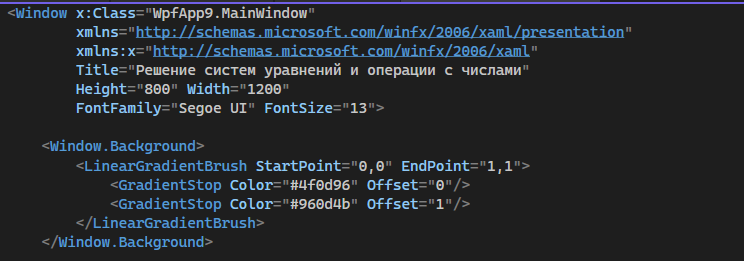 <Window x:Class="WpfApp9.MainWindow"
xmlns="http://schemas.microsoft.com/winfx/2006/xaml/presentation"
xmlns:x="http://schemas.microsoft.com/winfx/2006/xaml"
Title="Решение систем уравнений и операции с числами"
Height="800" Width="1200"
FontFamily="Segoe UI" FontSize="13">
<Window.Background>
<LinearGradientBrush StartPoint="0,0" EndPoint="1,1">
<GradientStop Color="#4f0d96" Offset="0"/>
<GradientStop Color="#960d4b" Offset="1"/>
</LinearGradientBrush>
</Window.Background>